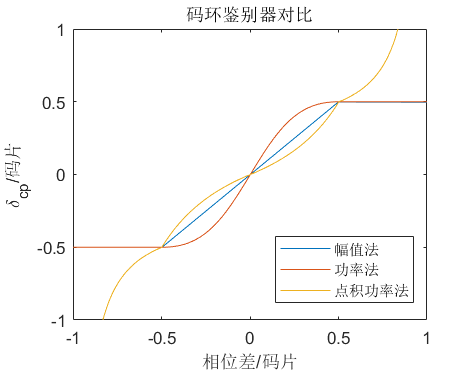 码环鉴别器对比
δcp/码片
1
0.5
0
-0.5
-1
幅值法
功率法
点积功率法
-1 -0.5 0 0.5 1
相位差/码片